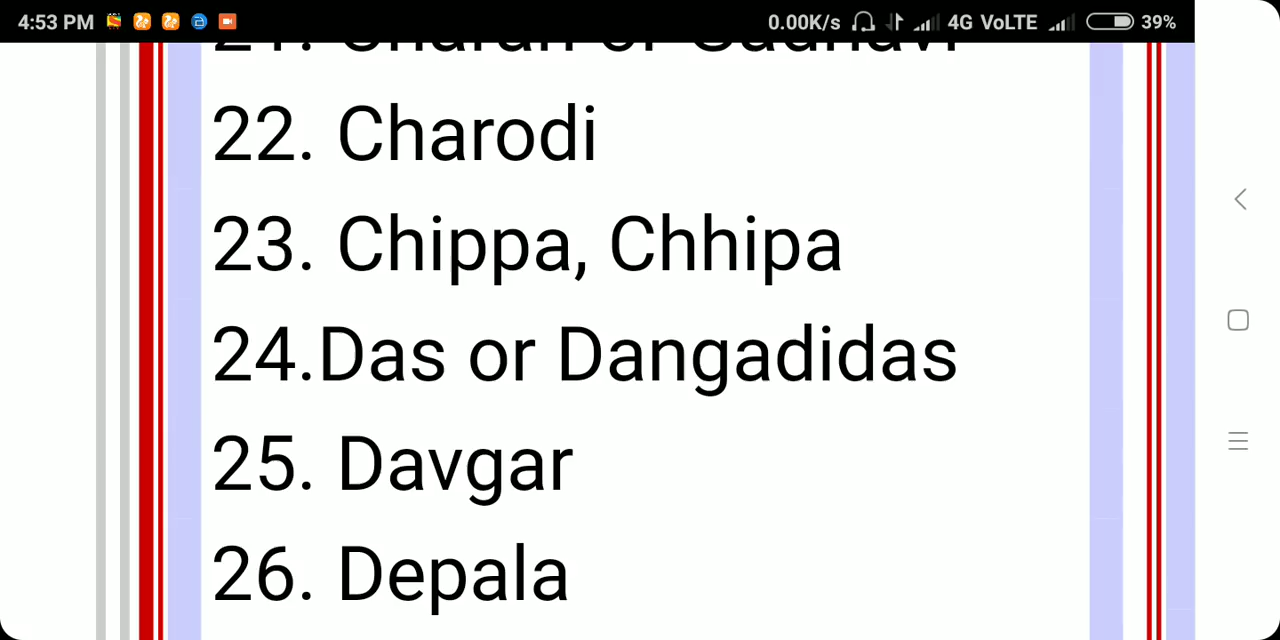 4:53 PM 0.00K/s 4G VoLTE 39%
22. Charodi
23. Chippa, Chhipa
24.Das or Dangadidas
25. Davgar
26. Depala